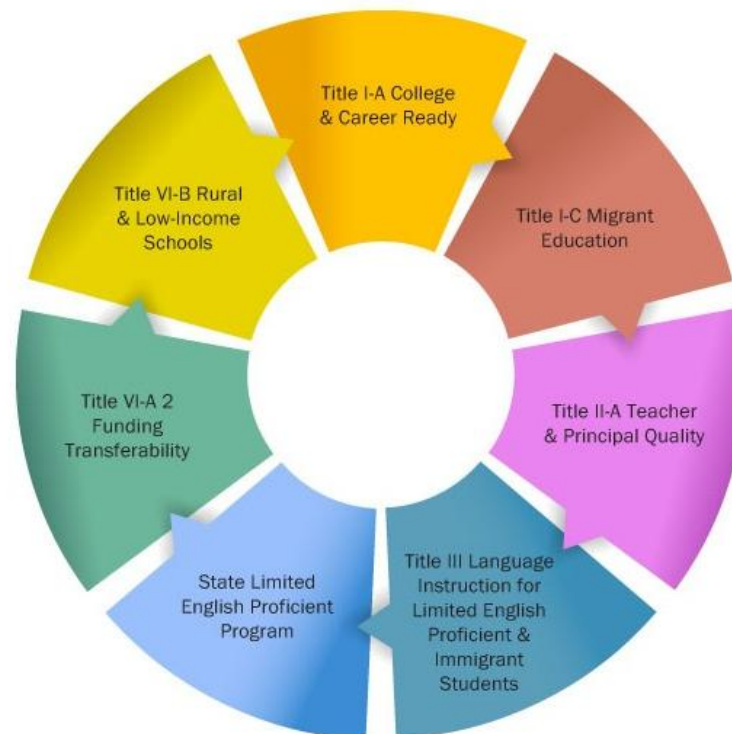 Title I-A College
& Career Ready
Title I-C Migrant
Education
Title II-A Teacher
& Principal Quality
Title III Language
Instruction for
Limited English
Proficient &
Immigrant
Students
State Limited
English Proficient
Program
Title VI-A 2
Funding
Transferability
Title VI-B Rural
& Low-Income
Schools